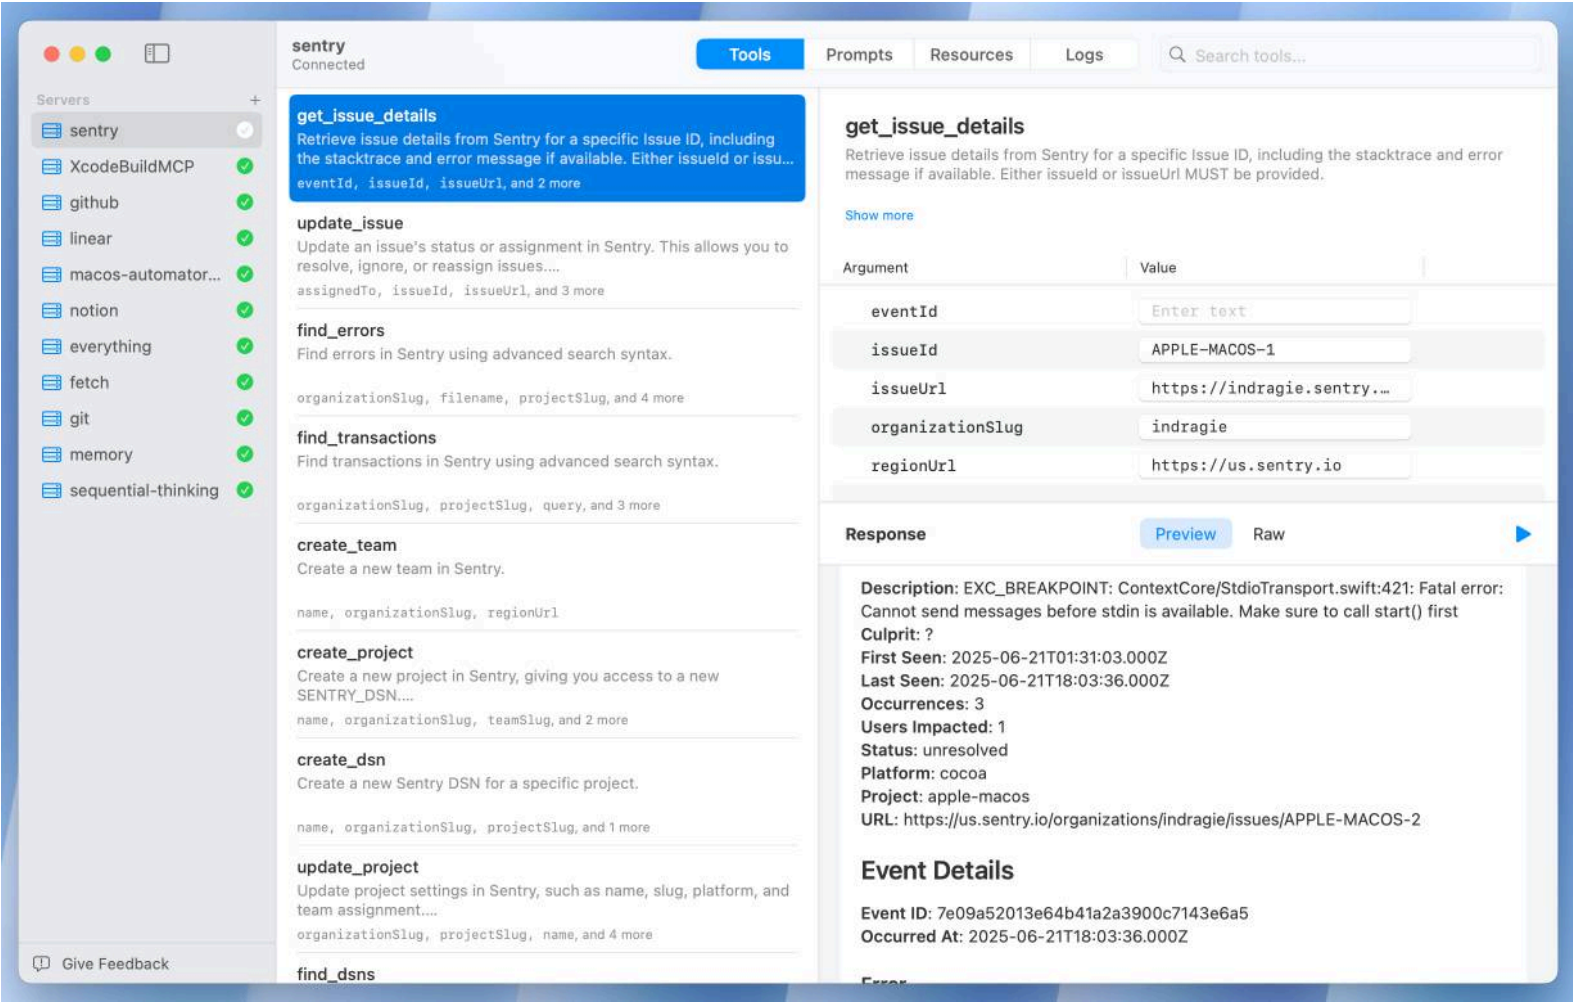 sentry
Connected
Tools
Prompts
Resources
Logs
Search tools...
Servers
+
sentry
XcodeBuildMCP
github
linear
macos-automator...
notion
everything
fetch
git
memory
sequential-thinking
Give Feedback
get_issue_details
Retrieve issue details from Sentry for a specific Issue ID, including
the stacktrace and error message if available. Either issueId or issu...
eventId, issueId, issueUrl, and 2 more
update_issue
Update an issue's status or assignment in Sentry. This allows you to
resolve, ignore, or reassign issues....
assignedTo, issueId, issueUrl, and 3 more
find_errors
Find errors in Sentry using advanced search syntax.
organizationSlug, filename, projectSlug, and 4 more
find_transactions
Find transactions in Sentry using advanced search syntax.
organizationSlug, projectSlug, query, and 3 more
create_team
Create a new team in Sentry.
name, organizationSlug, regionUrl
create_project
Create a new project in Sentry, giving you access to a new
SENTRY_DSN....
name, organizationSlug, teamSlug, and 2 more
create_dsn
Create a new Sentry DSN for a specific project.
name, organizationSlug, projectSlug, and 1 more
update_project
Update project settings in Sentry, such as name, slug, platform, and
team assignment....
organizationSlug, projectSlug, name, and 4 more
find_dsns
get_issue_details
Retrieve issue details from Sentry for a specific Issue ID, including the stacktrace and error
message if available. Either issueId or issueUrl MUST be provided.
Show more
Argument Value
eventId Enter text
issueId APPLE-MACOS-1
issueUrl https://indragie.sentry....
organizationSlug indragie
regionUrl https://us.sentry.io
Response
Preview
Raw
Description: EXC_BREAKPOINT: ContextCore/StdioTransport.swift:421: Fatal error:
Cannot send messages before stdin is available. Make sure to call start() first
Culprit: ?
First Seen: 2025-06-21T01:31:03.000Z
Last Seen: 2025-06-21T18:03:36.000Z
Occurrences: 3
Users Impacted: 1
Status: unresolved
Platform: cocoa
Project: apple-macos
URL: https://us.sentry.io/organizations/indragie/issues/APPLE-MACOS-2
Event Details
Event ID: 7e09a52013e64b41a2a3900c7143e6a5
Occurred At: 2025-06-21T18:03:36.000Z
Error